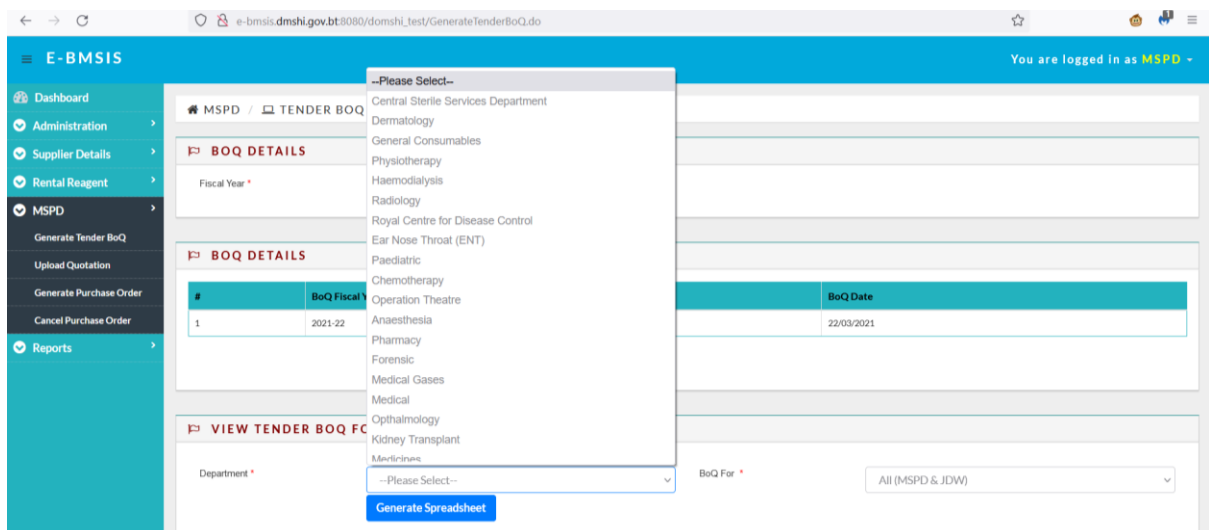 e-bmsis.dmshi.gov.bt:8080/domshi_test/GenerateTenderBoQ.do
1
E-BMSIS
You are logged in as MSPD
Dashboard
Administration
Supplier Details
Rental Reagent
MSPD
Generate Tender BoQ
Upload Quotation
Generate Purchase Order
Cancel Purchase Order
Reports
MSPD / TENDER BOQ
BOQ DETAILS
Fiscal Year *
BOQ DETAILS
# BoQ Fiscal BoQ Date
1 2021-22 22/03/2021
VIEW TENDER BOQ
Department *
--Please Select--
Central Sterile Services Department
Dermatology
General Consumables
Physiotherapy
Haemodialysis
Radiology
Royal Centre for Disease Control
Ear Nose Throat (ENT)
Paediatric
Chemotherapy
Operation Theatre
Anaesthesia
Pharmacy
Forensic
Medical Gases
Medical
Opthalmology
Kidney Transplant
Medicines
--Please Select--
BoQ For *
All (MSPD & JDW)
Generate Spreadsheet